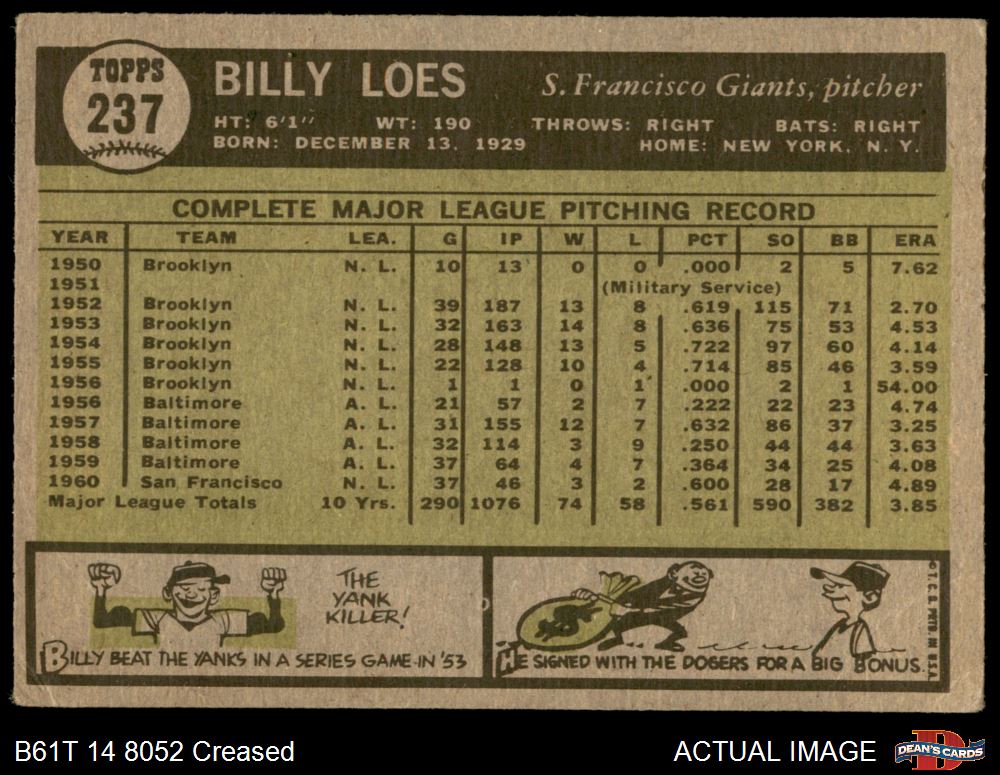 TOPPS
237
BILLY LOES S. Francisco Giants, pitcher
HT: 6'1" WT: 190 THROWS: RIGHT BATS: RIGHT
BORN: DECEMBER 13, 1929 HOME: NEW YORK, N. Y.
COMPLETE MAJOR LEAGUE PITCHING RECORD
YEAR TEAM LEA. G IP W L PCT SO BB ERA
1950 Brooklyn N. L. 10 13 0 0 .000 2 5 7.62
1951 (Military Service)
1952 Brooklyn N. L. 39 187 13 8 .619 115 71 2.70
1953 Brooklyn N. L. 32 163 14 8 .636 75 53 4.53
1954 Brooklyn N. L. 28 148 13 5 .722 97 60 4.14
1955 Brooklyn N. L. 22 128 10 4 .714 85 46 3.59
1956 Brooklyn N. L. 1 1 0 1 .000 2 1 54.00
1956 Baltimore A. L. 21 57 2 7 .222 22 23 4.74
1957 Baltimore A. L. 31 155 12 7 .632 86 37 3.25
1958 Baltimore A. L. 32 114 3 9 .250 44 44 3.63
1959 Baltimore A. L. 37 64 4 7 .364 34 25 4.08
1960 San Francisco N. L. 37 46 3 2 .600 28 17 4.89
Major League Totals 10 Yrs. 290 1076 74 58 .561 590 382 3.85
THE
YANK
KILLER!
BILLY BEAT THE YANKS IN A SERIES GAME-IN '53
$
HE SIGNED WITH THE DOGERS FOR A BIG BONUS.
© T. C. G. PRTD. IN U.S.A.
B61T 14 8052 Creased
ACTUAL IMAGE
D
DEAN'S CARDS